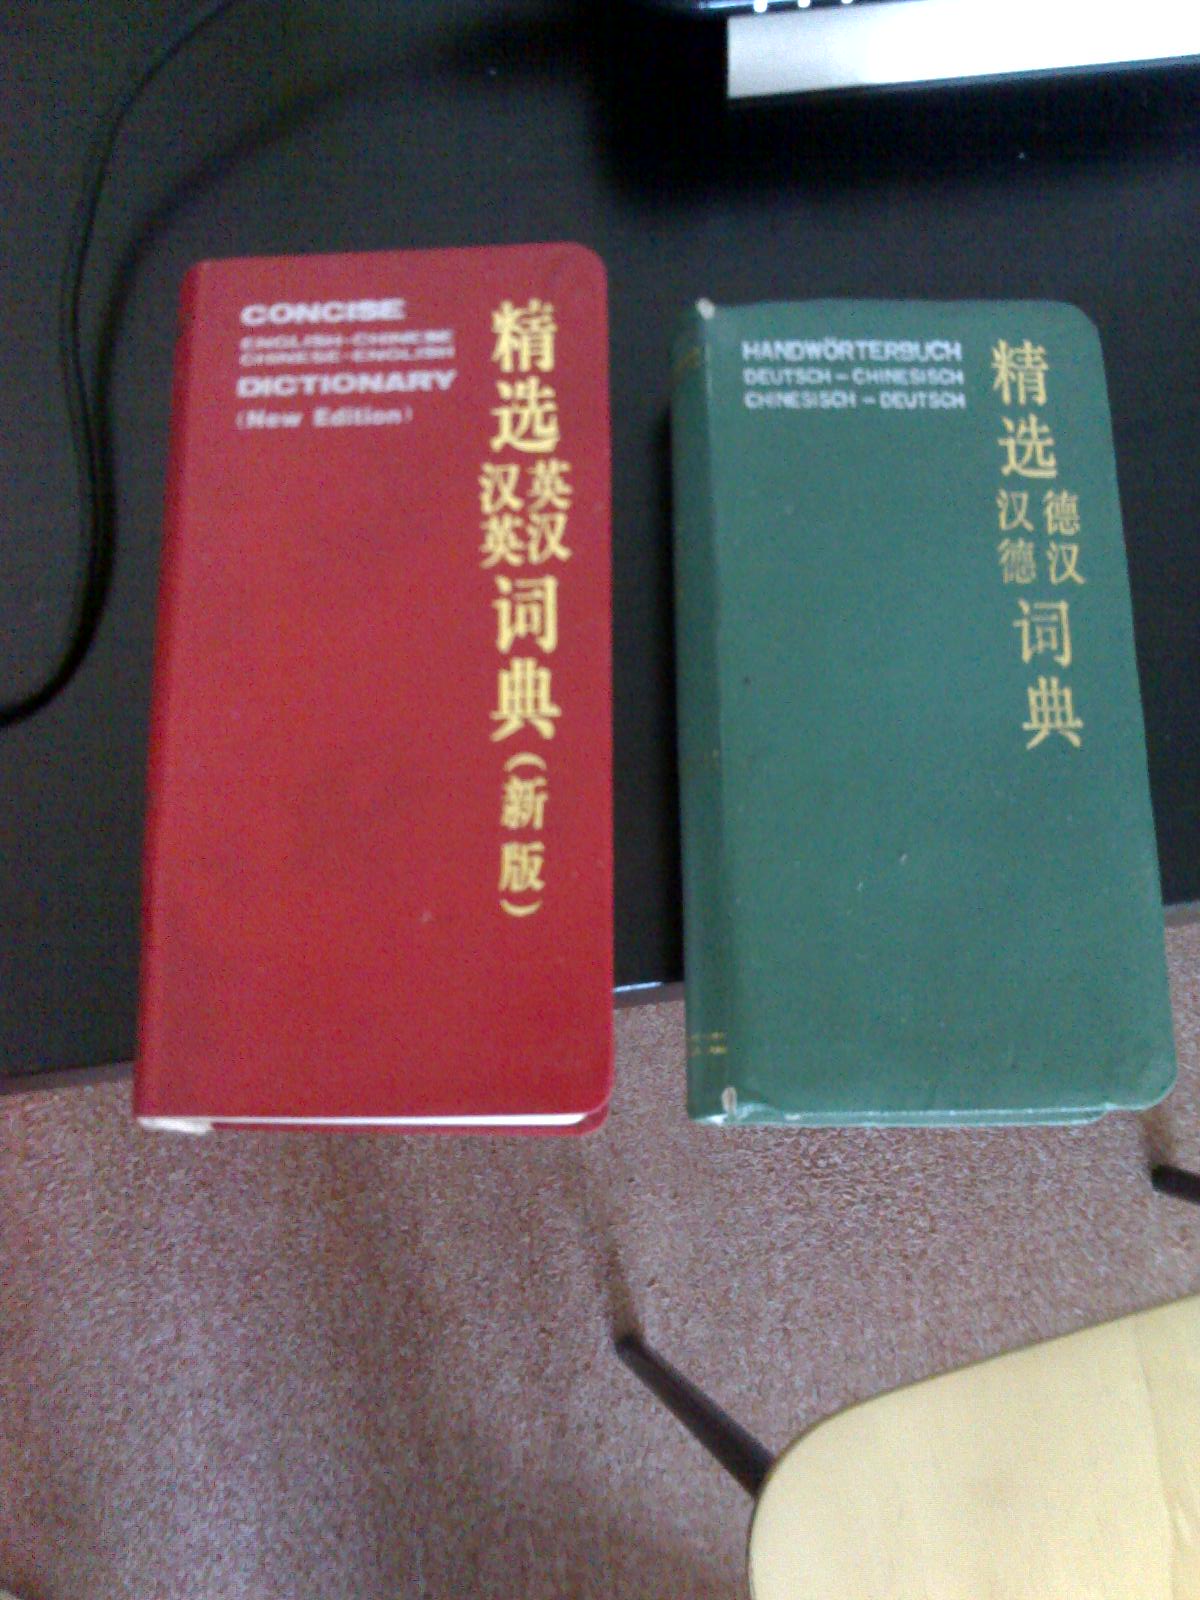 CONCISE
ENGLISH-CHINESE
CHINESE-ENGLISH
DICTIONARY
(New Edition)
精选
英汉
汉英
词典
(新版)
HANDWÖRTERBUCH
DEUTSCH – CHINESISCH
CHINESISCH – DEUTSCH
精选
德汉
汉德
词典